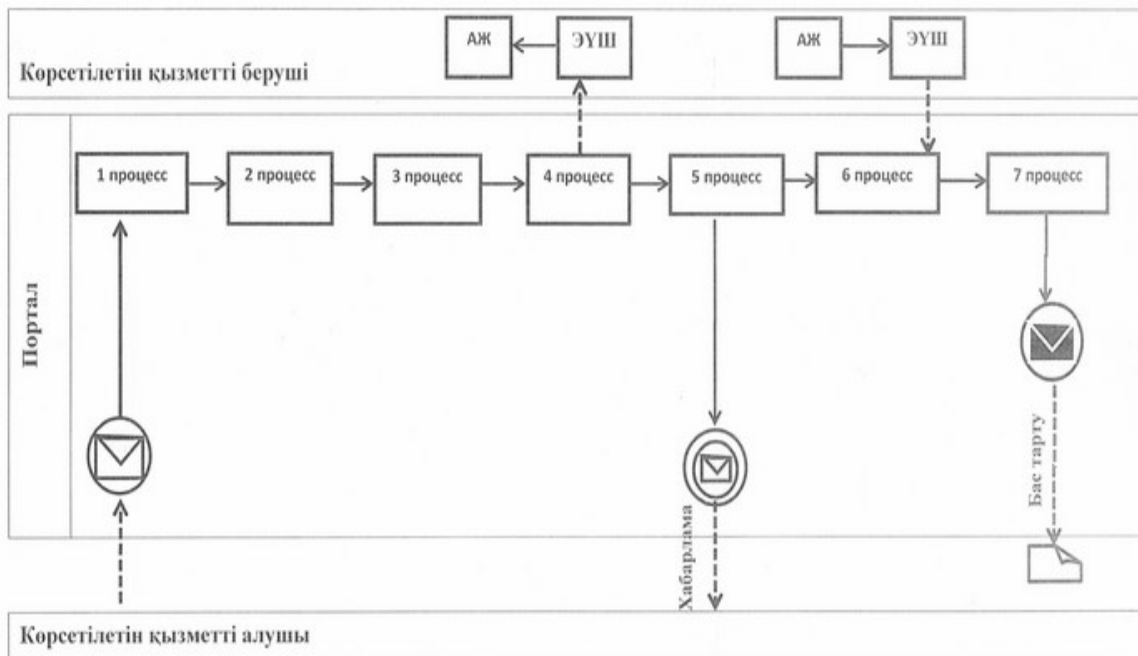 АЖ
ЭҮШ
АЖ
ЭҮШ
Көрсетілетін қызметті беруші
Портал
1 процесс
2 процесс
3 процесс
4 процесс
5 процесс
6 процесс
7 процесс
Хабарлама
Бас тарту
Көрсетілетін қызметті алушы